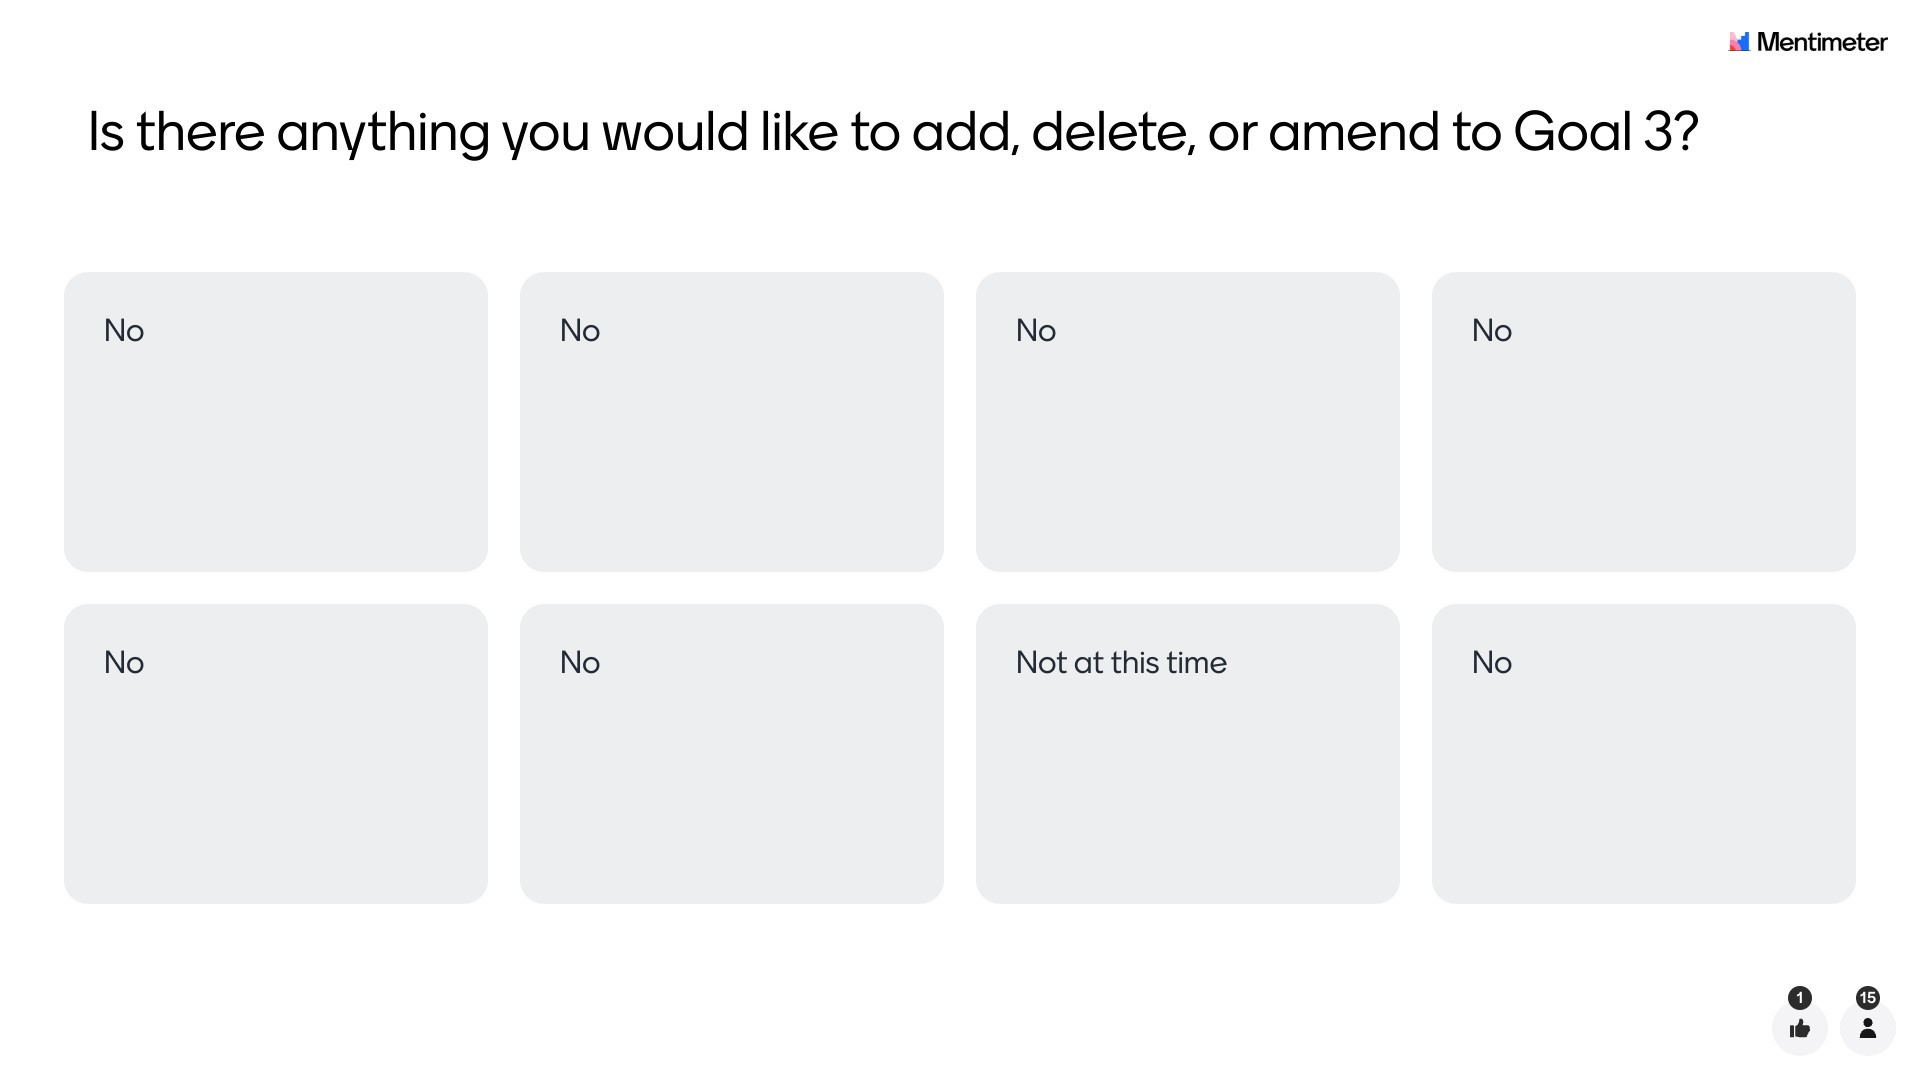 Mentimeter
Is there anything you would like to add, delete, or amend to Goal 3?
No
No
No
No
No
No
Not at this time
No
1
15